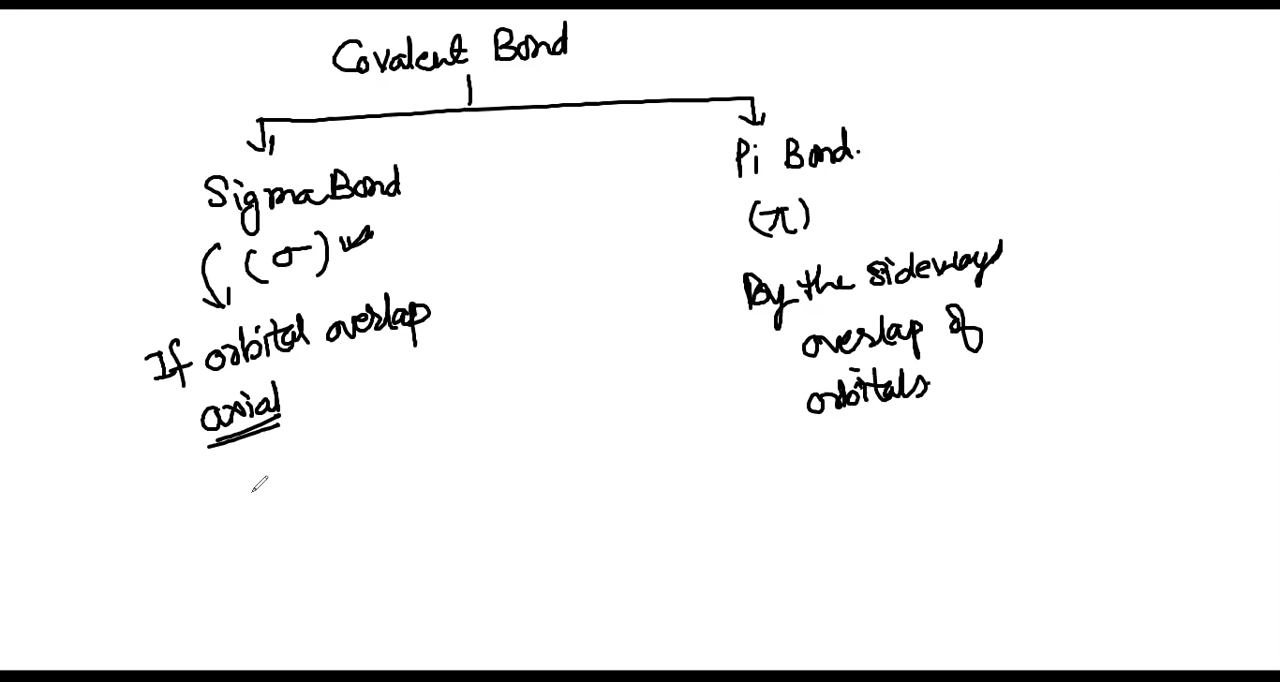 Covalent Bond
Sigma Bond
(σ)
If orbital overlap
axial
Pi Bond.
(π)
By the sideways
overlap of
orbitals